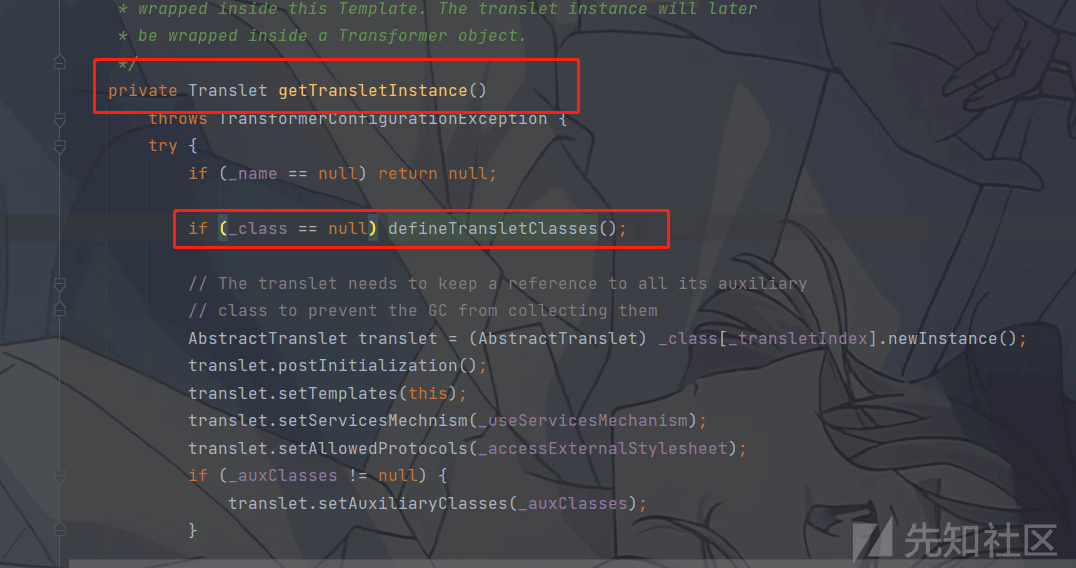 * wrapped inside this Template. The translet instance will later
* be wrapped inside a Transformer object.
*/
private Translet getTransletInstance()
throws TransformerConfigurationException {
try {
if (_name == null) return null;
if (_class == null) defineTransletClasses();
// The translet needs to keep a reference to all its auxiliary
// class to prevent the GC from collecting them
AbstractTranslet translet = (AbstractTranslet) _class[_transletIndex].newInstance();
translet.postInitialization();
translet.setTemplates(this);
translet.setServicesMechnism(_useServicesMechanism);
translet.setAllowedProtocols(_accessExternalStylesheet);
if (_auxClasses != null) {
translet.setAuxiliaryClasses(_auxClasses);
}
先知社区